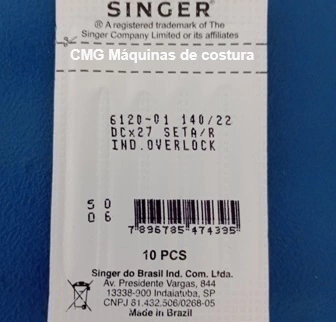 SINGER®
® A registered trademark of The
Singer Company Limited or its affiliates
CMG Máquinas de costura
6120-01 140/22
DCx27 SETA/R
IND.OVERLOCK
5 0
0 6
7 896785 474395
10 PCS
Singer do Brasil Ind. Com. Ltda.
Av. Presidente Vargas, 844
13338-900 Indaiatuba, SP
CNPJ 61.432.506/0268-05
Made in Brazil